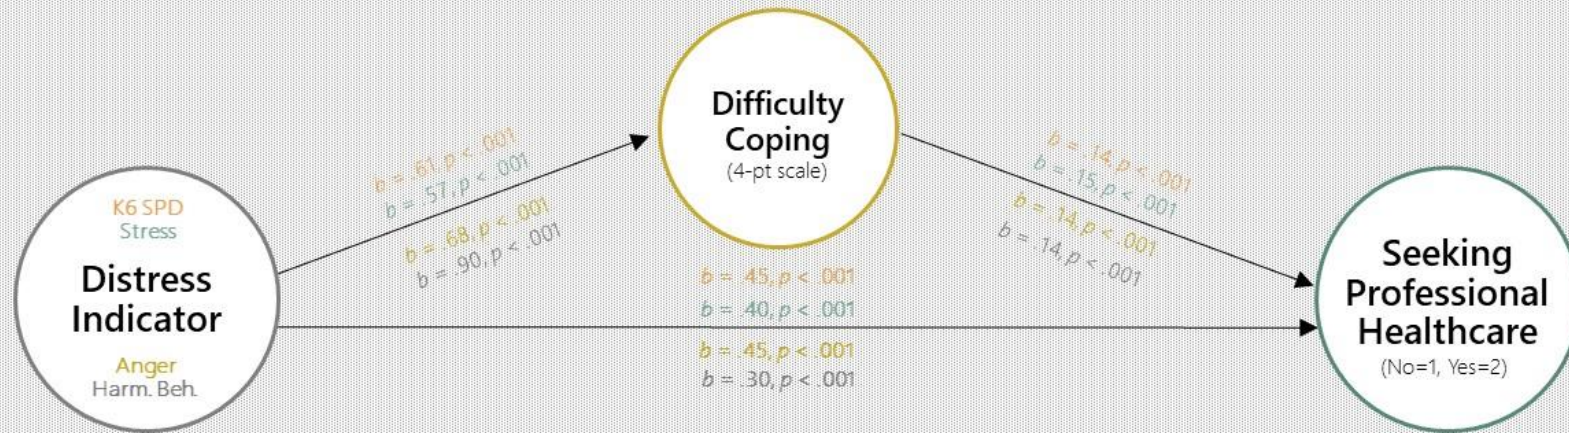 K6 SPD
Stress
Distress
Indicator
Anger
Harm. Beh.
b = .61, p < .001
b = .57, p < .001
b = .68, p < .001
b = .90, p < .001
Difficulty
Coping
(4-pt scale)
b = .14, p < .001
b = .15, p < .001
b = .14, p < .001
b = .14, p < .001
b = .45, p < .001
b = .40, p < .001
b = .45, p < .001
b = .30, p < .001
Seeking
Professional
Healthcare
(No=1, Yes=2)